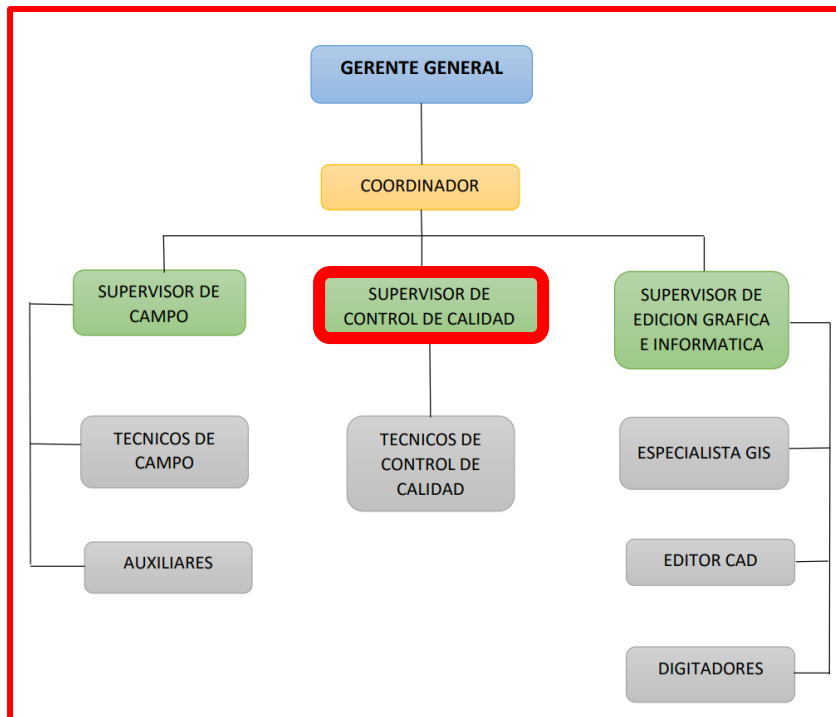 GERENTE GENERAL
COORDINADOR
SUPERVISOR DE
CAMPO
SUPERVISOR DE
CONTROL DE CALIDAD
SUPERVISOR DE
EDICION GRAFICA
E INFORMATICA
TECNICOS DE
CAMPO
TECNICOS DE
CONTROL DE
CALIDAD
ESPECIALISTA GIS
AUXILIARES
EDITOR CAD
DIGITADORES